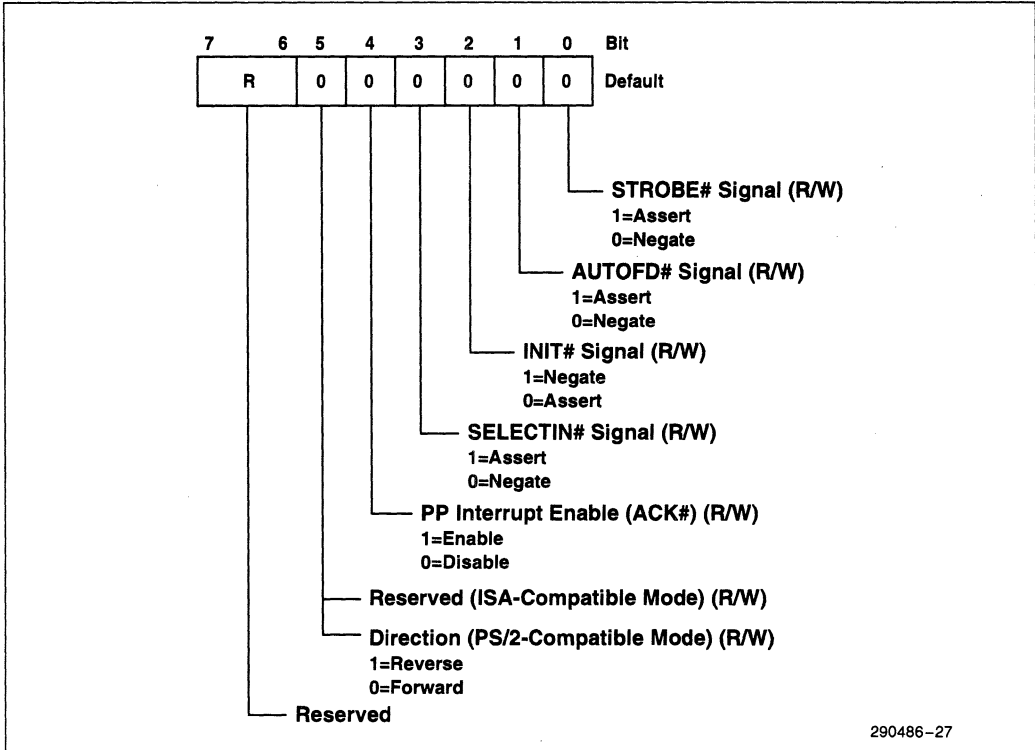 7 6 5 4 3 2 1 0 Bit
R 0 0 0 0 0 0 Default
STROBE# Signal (R/W)
1=Assert
0=Negate
AUTOFD# Signal (R/W)
1=Assert
0=Negate
INIT# Signal (R/W)
1=Negate
0=Assert
SELECTIN# Signal (R/W)
1=Assert
0=Negate
PP Interrupt Enable (ACK#) (R/W)
1=Enable
0=Disable
Reserved (ISA-Compatible Mode) (R/W)
Direction (PS/2-Compatible Mode) (R/W)
1=Reverse
0=Forward
Reserved
290486–27